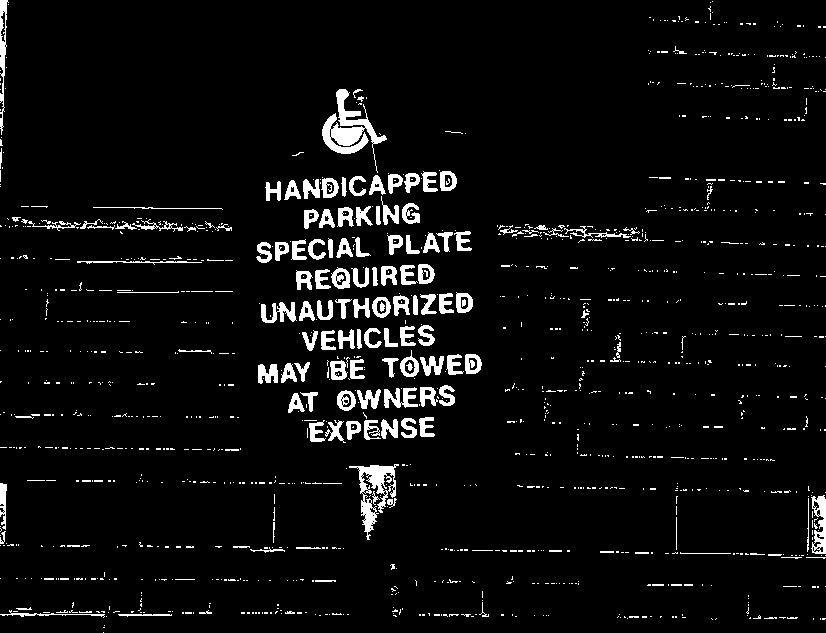 HANDICAPPED
PARKING
SPECIAL PLATE
REQUIRED
UNAUTHORIZED
VEHICLES
MAY BE TOWED
AT OWNERS
EXPENSE